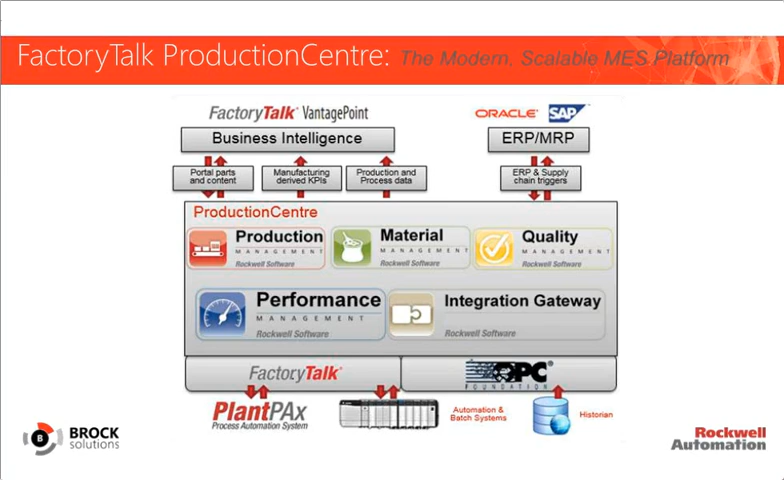 FactoryTalk ProductionCentre: The Modern, Scalable MES Platform
FactoryTalk VantagePoint
ORACLE SAP
Business Intelligence
ERP/MRP
Portal parts
and content
Manufacturing
derived KPIs
Production and
Process data
ERP & Supply
chain triggers
ProductionCentre
Production
MANAGEMENT
Rockwell Software
Material
MANAGEMENT
Rockwell Software
Quality
MANAGEMENT
Rockwell Software
Performance
MANAGEMENT
Rockwell Software
Integration Gateway
Rockwell Software
FactoryTalk
OPC
FOUNDATION
PlantPAx
Process Automation System
Automation &
Batch Systems
Historian
B
BROCK
solutions
Rockwell
Automation